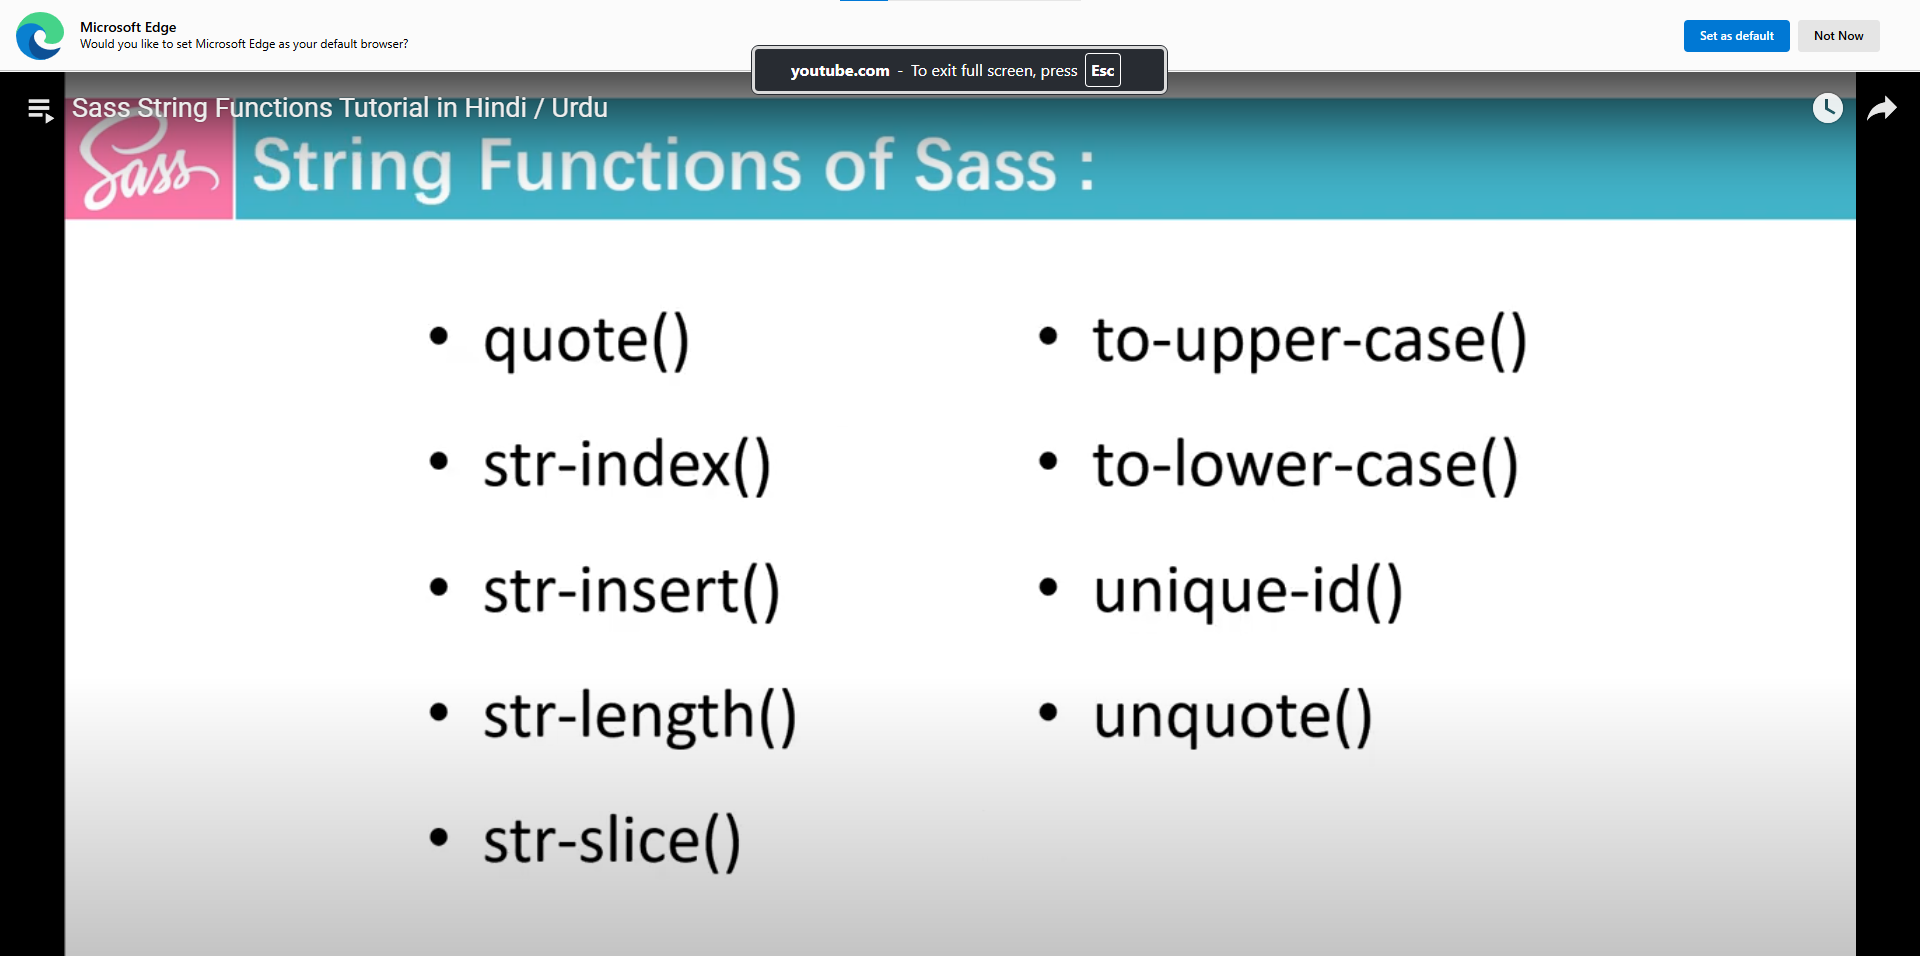 Microsoft Edge
Would you like to set Microsoft Edge as your default browser?
Set as default
Not Now
youtube.com - To exit full screen, press Esc
Sass String Functions Tutorial in Hindi / Urdu
Sass
String Functions of Sass :
• quote()
• str-index()
• str-insert()
• str-length()
• str-slice()
• to-upper-case()
• to-lower-case()
• unique-id()
• unquote()